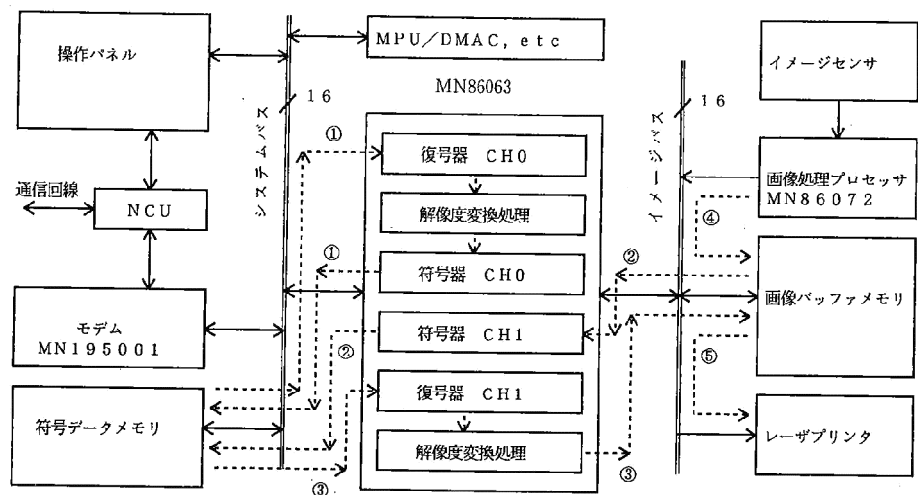 操作パネル
通信回線
NCU
モデム
MN195001
符号データメモリ
システムバス
16
MPU/DMAC, etc
MN86063
復号器 CH0
解像度変換処理
符号器 CH0
符号器 CH1
復号器 CH1
解像度変換処理
①
①
②
③
イメージバス
16
②
③
④
⑤
イメージセンサ
画像処理プロセッサ
MN86072
画像バッファメモリ
レーザプリンタ